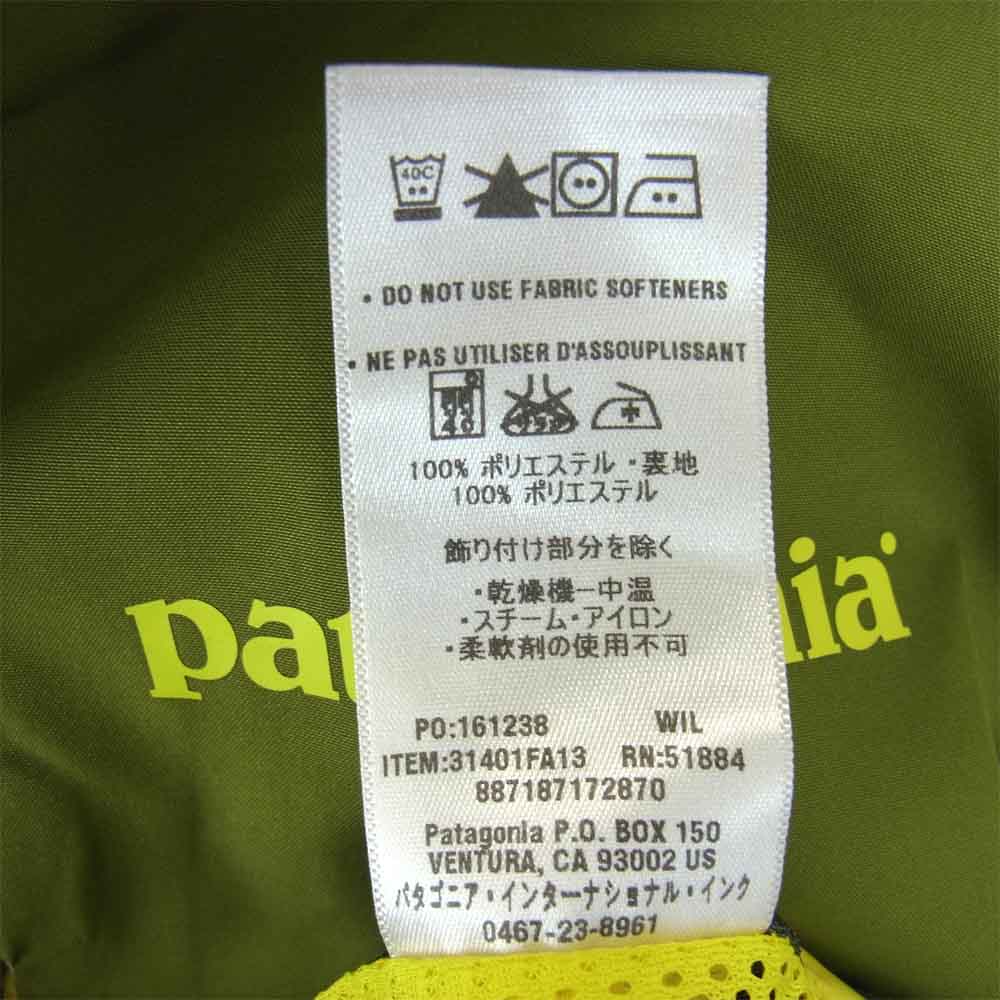 40C
• DO NOT USE FABRIC SOFTENERS
• NE PAS UTILISER D'ASSOUPLISSANT
40
100% ポリエステル・裏地
100% ポリエステル
飾り付け部分を除く
・乾燥機一中温
・スチーム・アイロン
・柔軟剤の使用不可
PO:161238 WIL
ITEM:31401FA13 RN:51884
887187172870
Patagonia P.O. BOX 150
VENTURA, CA 93002 US
パタゴニア・インターナショナル・インク
0467-23-8961